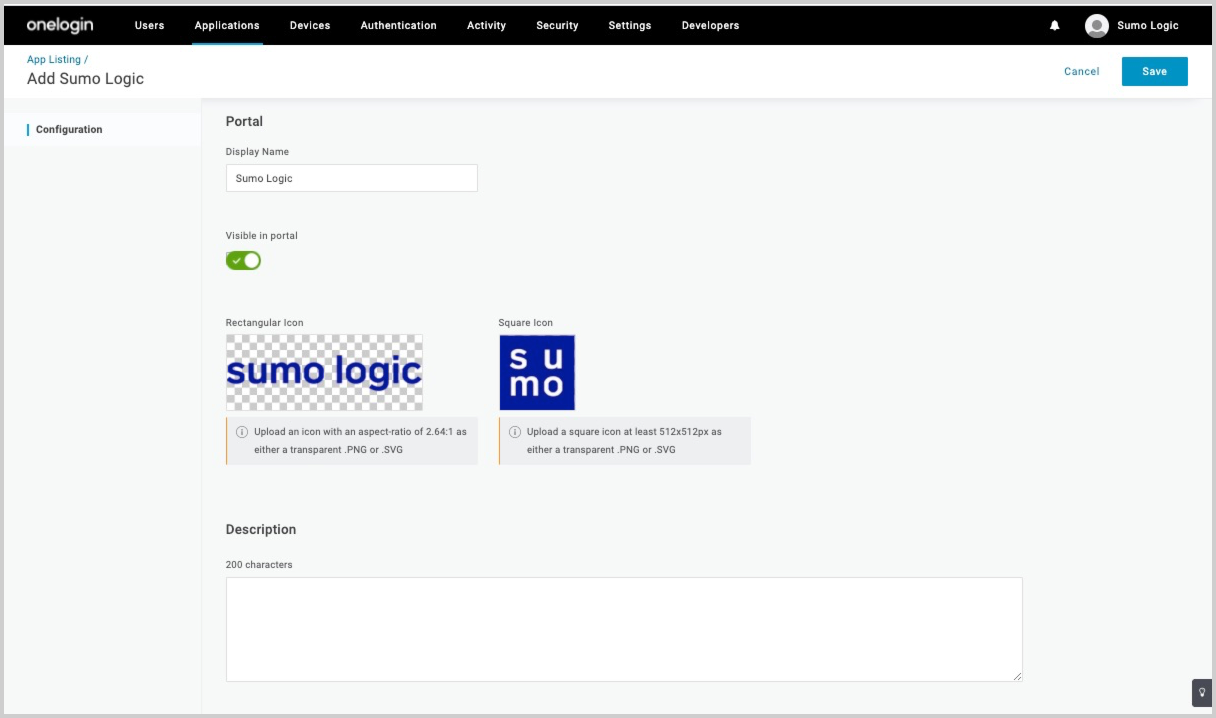 onelogin Users Applications Devices Authentication Activity Security Settings Developers Sumo Logic
App Listing /
Add Sumo Logic
Cancel Save
Configuration
Portal
Display Name
Sumo Logic
Visible in portal
Rectangular Icon
sumo logic
Upload an icon with an aspect-ratio of 2.64:1 as
either a transparent .PNG or .SVG
Square Icon
su
mo
Upload a square icon at least 512x512px as
either a transparent .PNG or .SVG
Description
200 characters